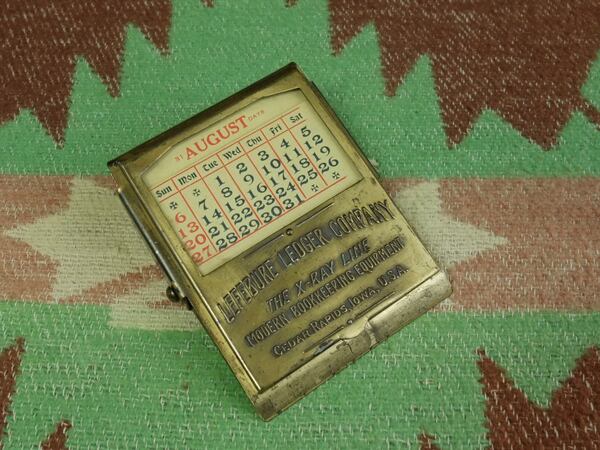 31 AUGUST DAYS
Sun Mon Tue Wed Thu Fri Sat
1 2 3 4 5
6 7 8 9 10 11 12
13 14 15 16 17 18 19
20 21 22 23 24 25 26
27 28 29 30 31
LEFEBURE LEDGER COMPANY
THE X-RAY LINE
MODERN BOOKKEEPING EQUIPMENT
CEDAR RAPIDS, IOWA, U.S.A.